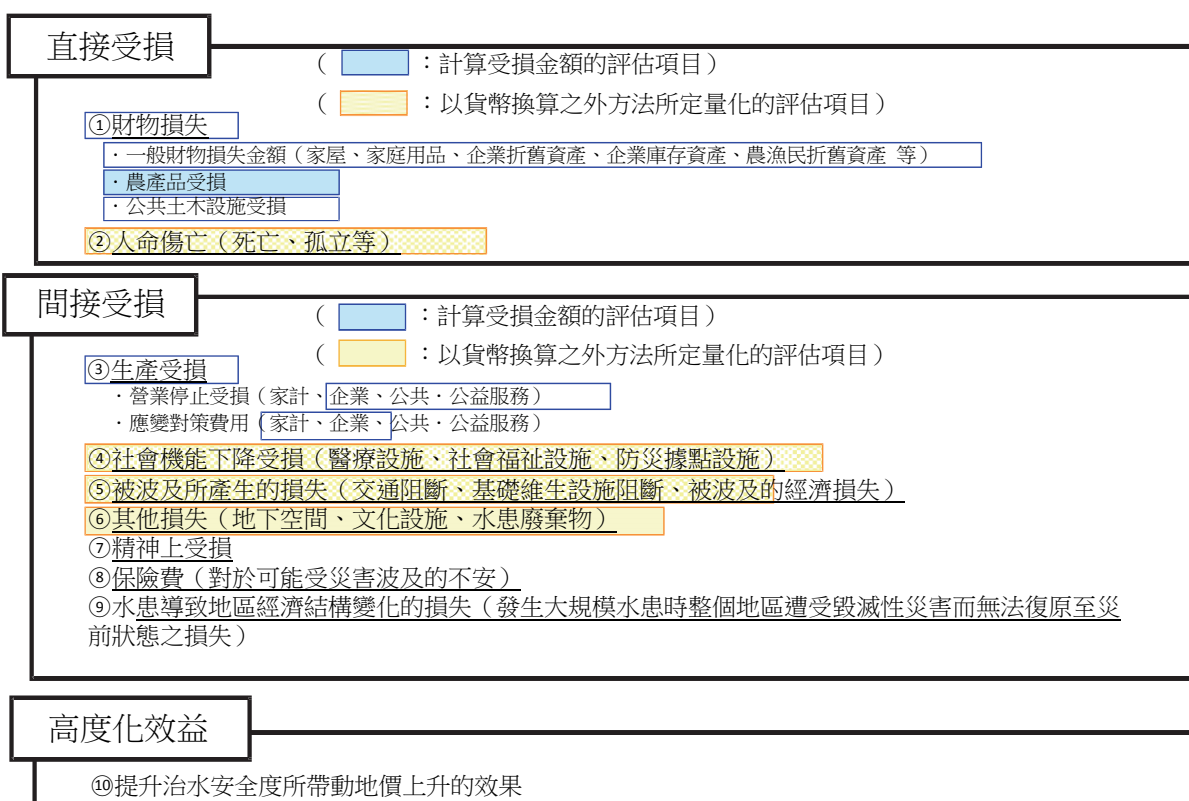 直接受損
（ ：計算受損金額的評估項目）
（ ：以貨幣換算之外方法所定量化的評估項目）
①財物損失
．一般財物損失金額（家屋、家庭用品、企業折舊資產、企業庫存資產、農漁民折舊資產 等）
．農產品受損
．公共土木設施受損
②人命傷亡（死亡、孤立等）
間接受損
（ ：計算受損金額的評估項目）
（ ：以貨幣換算之外方法所定量化的評估項目）
③生產受損
．營業停止受損（家計、企業、公共．公益服務）
．應變對策費用（家計、企業、公共．公益服務）
④社會機能下降受損（醫療設施、社會福祉設施、防災據點設施）
⑤被波及所產生的損失（交通阻斷、基礎維生設施阻斷、被波及的經濟損失）
⑥其他損失（地下空間、文化設施、水患廢棄物）
⑦精神上受損
⑧保險費（對於可能受災害波及的不安）
⑨水患導致地區經濟結構變化的損失（發生大規模水患時整個地區遭受毀滅性災害而無法復原至災
前狀態之損失）
高度化效益
⑩提升治水安全度所帶動地價上升的效果